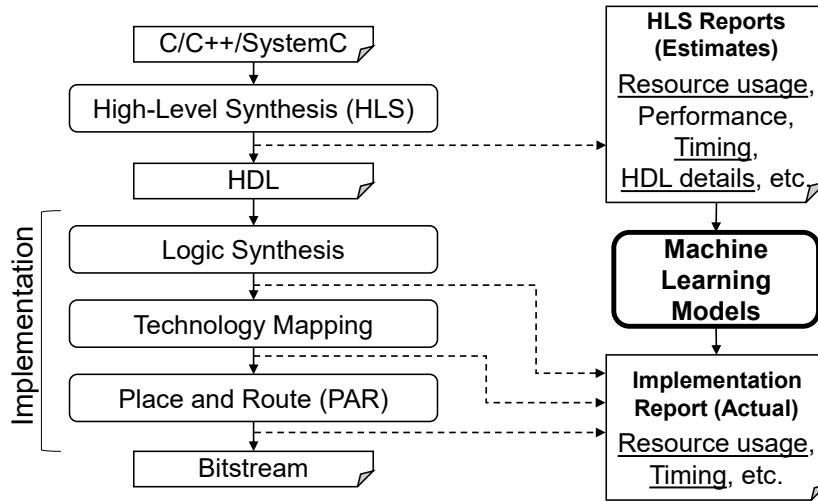 C/C++/SystemC
High-Level Synthesis (HLS)
HDL
Implementation
Logic Synthesis
Technology Mapping
Place and Route (PAR)
Bitstream
HLS Reports
(Estimates)
Resource usage,
Performance,
Timing,
HDL details, etc.
Machine
Learning
Models
Implementation
Report (Actual)
Resource usage,
Timing, etc.